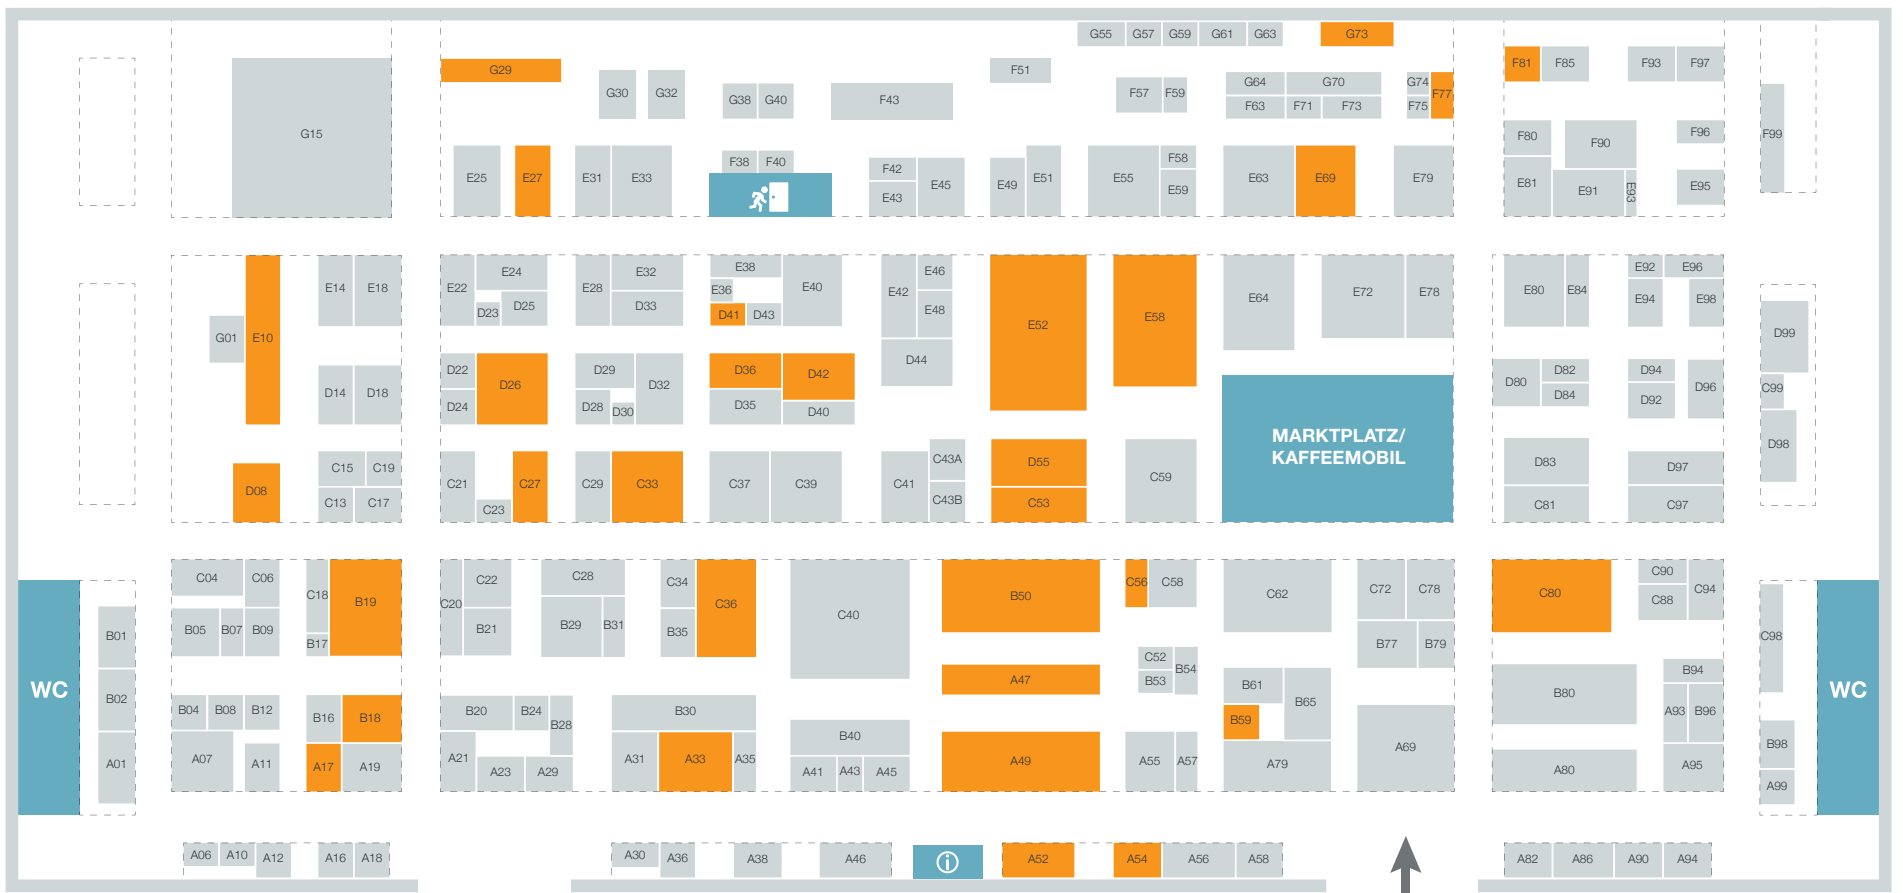 G55 G57 G59 G61 G63 G73
G29 F51 F81 F85 F93 F97
G30 G32 G38 G40 F43 F57 F59 G64 G70 G74 F77
F63 F71 F73 F75
G15 F80 F90 F96 F99
F38 F40 F42 F58
E25 E27 E31 E33 E43 E45 E49 E51 E55 E59 E63 E69 E79 E81 E91 E93 E95
E14 E18 E22 E24 E28 E32 E38 E40 E42 E46 E64 E72 E78 E80 E84 E92 E96
E36 E94 E98
G01 E10 D23 D25 D33 D41 D43 E48 E52 E58 D99
D22 D26 D29 D32 D36 D42 D44 D80 D82 D94 D96
D14 D18 D24 D28 D30 D35 D40 D84 D92 C99
MARKTPLATZ/
KAFFEEMOBIL
C15 C19 C43A D55 D83 D97 D98
D08 C21 C27 C29 C33 C37 C39 C41 C59
C13 C17 C23 C43B C53 C81 C97
C04 C06 C18 B19 C20 C22 C28 C34 C36 C40 B50 C56 C58 C62 C72 C78 C80 C90 C94
C88
B01 B05 B07 B09 B17 B21 B29 B31 B35 B77 B79 C98
C52 B54
B53
WC B02 A47 B61 B65 B80 B94 WC
B04 B08 B12 B16 B18 B20 B24 B28 B30 B59 A93 B96
B40
A01 A07 A11 A17 A19 A21 A23 A29 A31 A33 A35 A41 A43 A45 A49 A55 A57 A79 A69 A80 A95 B98
A99
A06 A10 A12 A16 A18 A30 A36 A38 A46 A52 A54 A56 A58 A82 A86 A90 A94